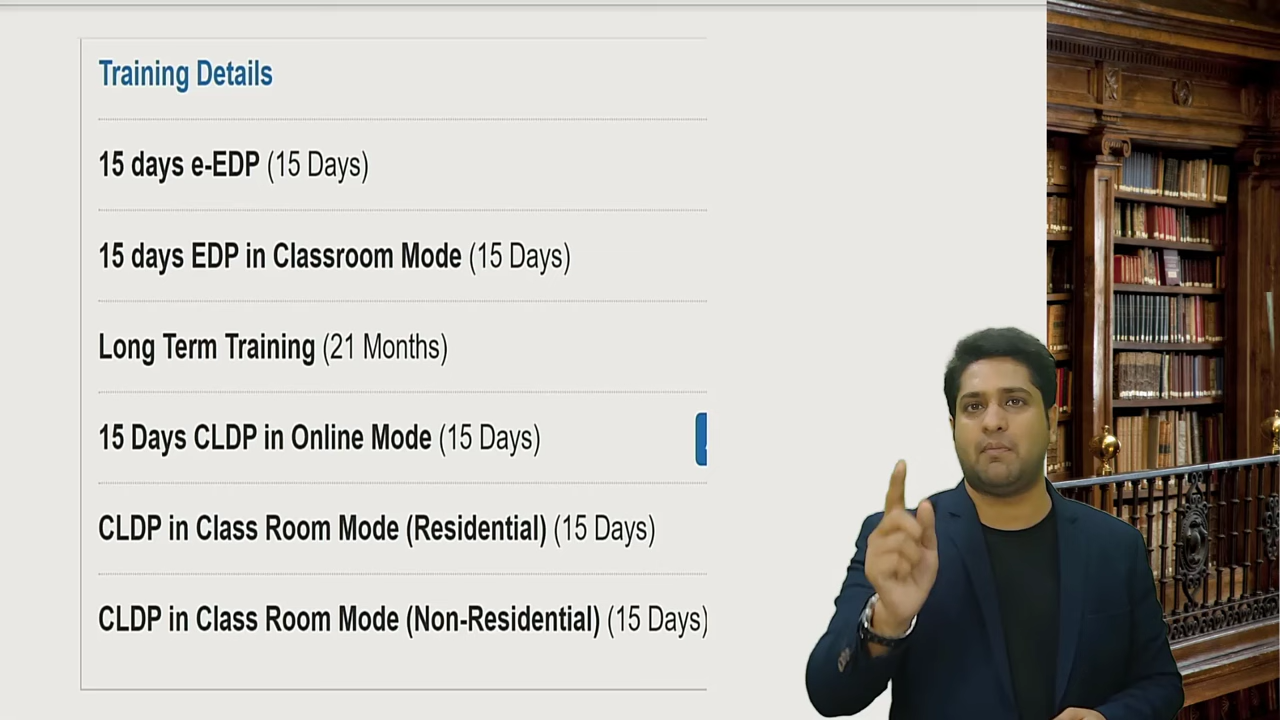 Training Details
15 days e-EDP (15 Days)
15 days EDP in Classroom Mode (15 Days)
Long Term Training (21 Months)
15 Days CLDP in Online Mode (15 Days)
CLDP in Class Room Mode (Residential) (15 Days)
CLDP in Class Room Mode (Non-Residential) (15 Days)